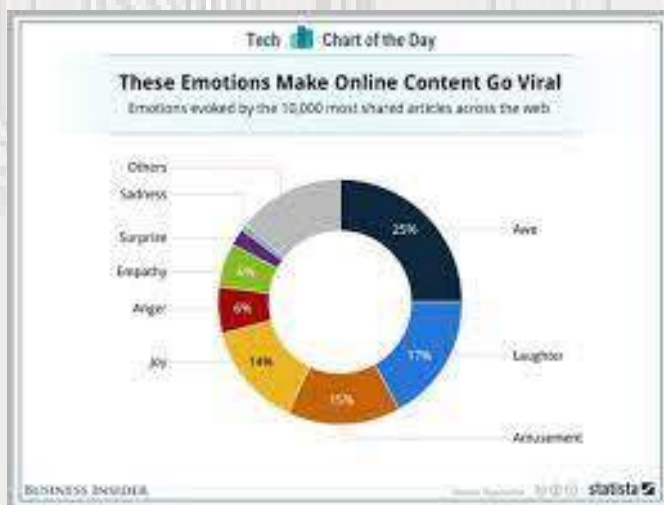 Tech Chart of the Day
These Emotions Make Online Content Go Viral
Emotions evoked by the 10,000 most shared articles across the web
Others
Sadness
Surprise
Empathy
Anger
Joy
25%
Awe
6%
6%
14%
17%
Laughter
15%
Amusement
BUSINESS INSIDER
statista